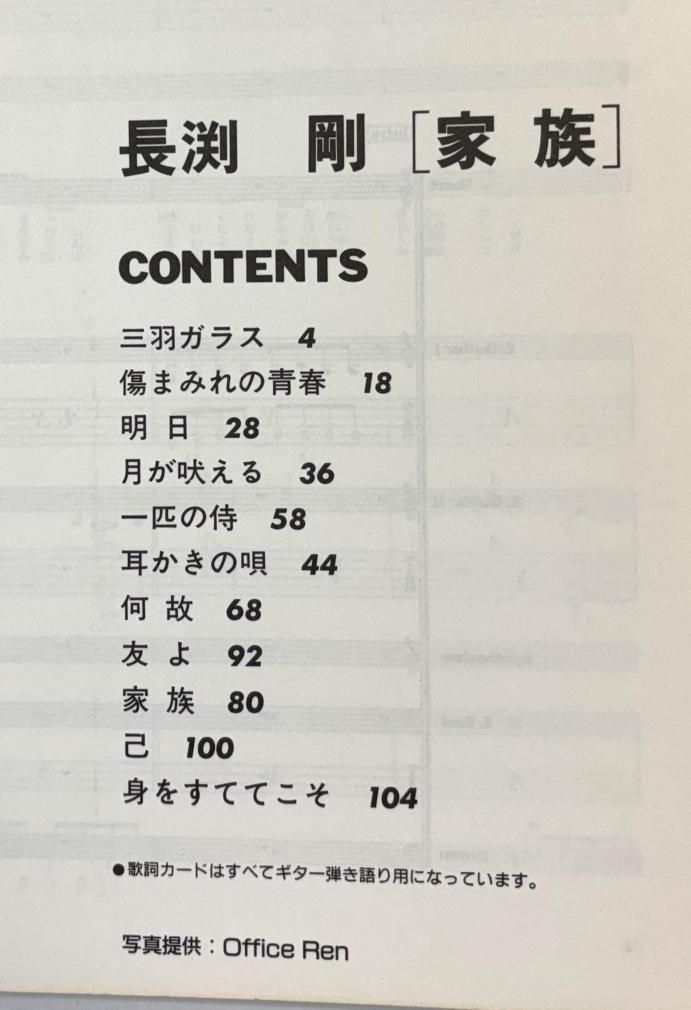 長渕 剛［家 族］
CONTENTS
三羽ガラス 4
傷まみれの青春 18
明 日 28
月が吠える 36
一匹の侍 58
耳かきの唄 44
何 故 68
友 よ 92
家 族 80
己 100
身をすててこそ 104
●歌詞カードはすべてギター弾き語り用になっています。
写真提供：Office Ren